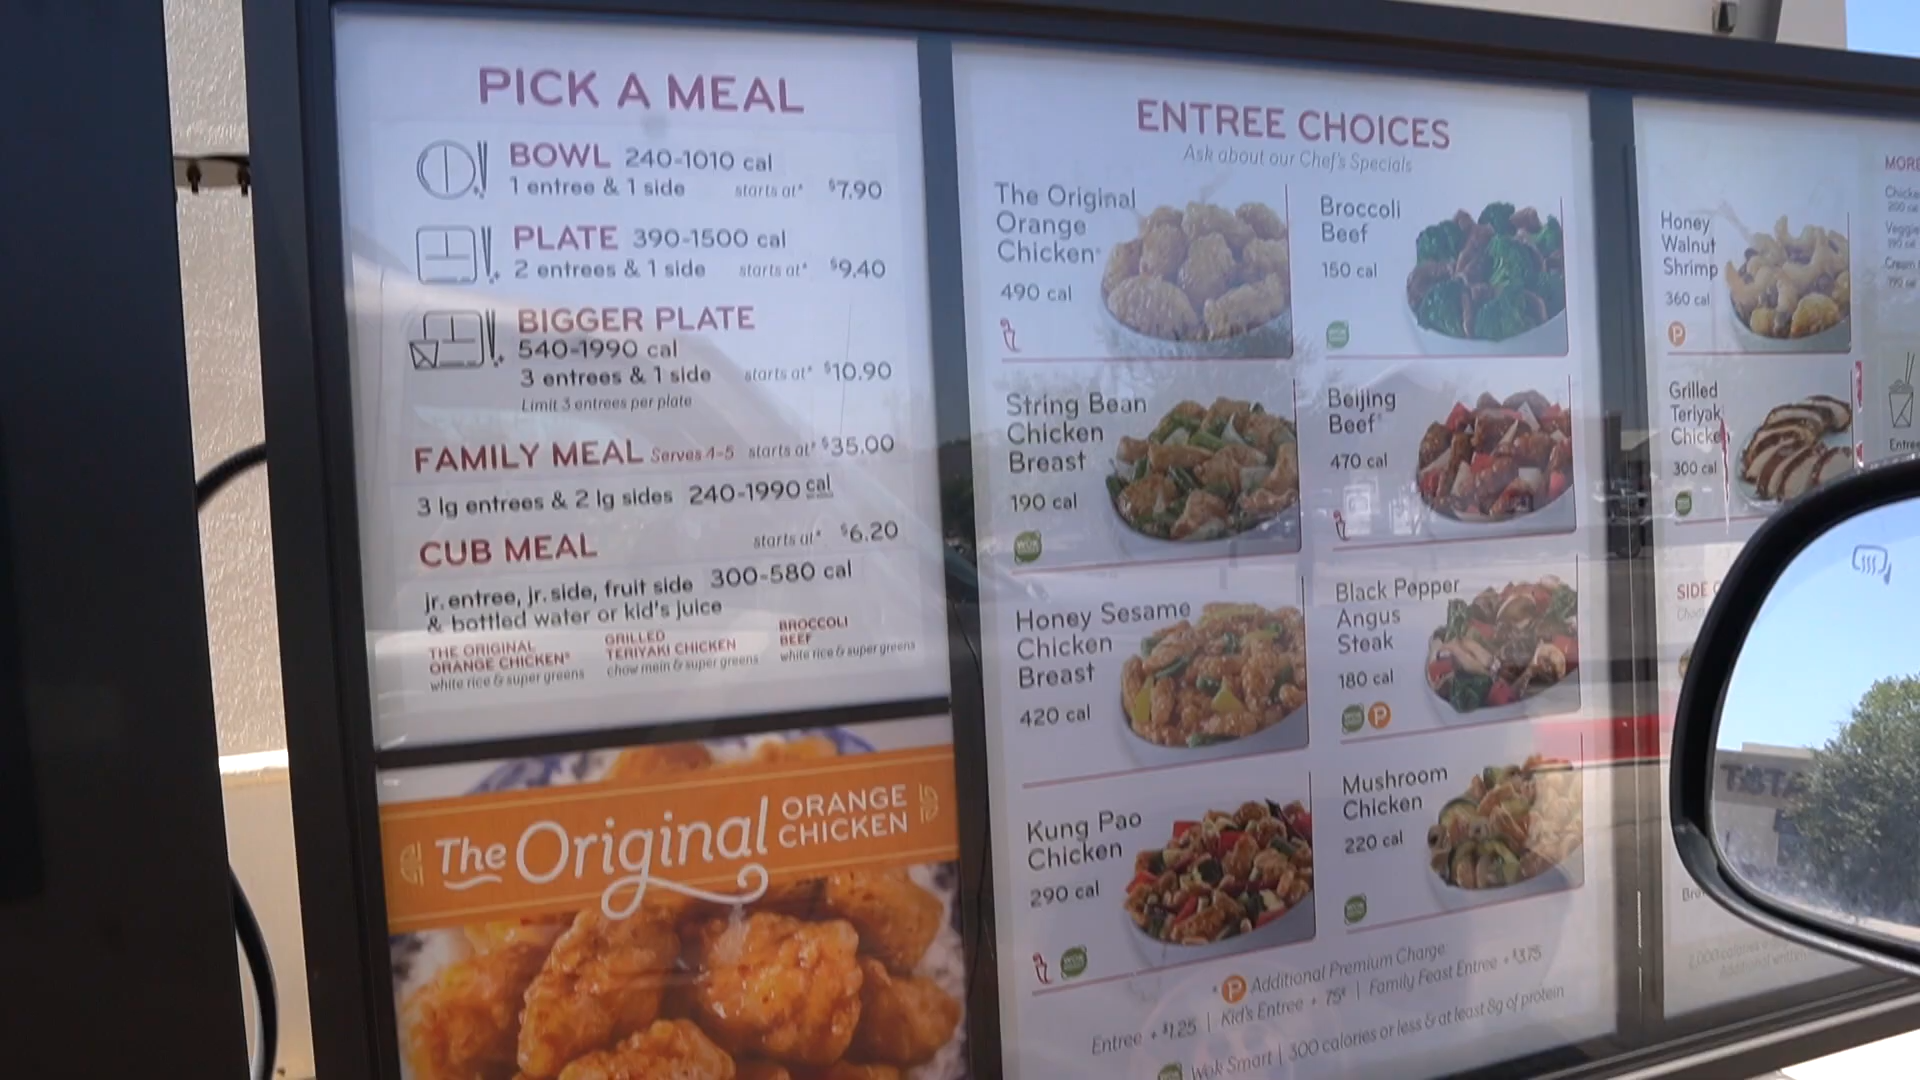 PICK A MEAL
BOWL 240-1010 cal
1 entree & 1 side starts at* $7.90
PLATE 390-1500 cal
2 entrees & 1 side starts at* $9.40
BIGGER PLATE
540-1990 cal
3 entrees & 1 side starts at* $10.90
Limit 3 entrees per plate
FAMILY MEAL Serves 4-5 starts at* $35.00
3 lg entrees & 2 lg sides 240-1990 cal
CUB MEAL starts at* $6.20
jr. entree, jr. side, fruit side 300-580 cal
& bottled water or kid's juice
THE ORIGINAL
ORANGE CHICKEN®
white rice & super greens
GRILLED
TERIYAKI CHICKEN
chow mein & super greens
BROCCOLI
BEEF
white rice & super greens
The Original ORANGE
CHICKEN
ENTREE CHOICES
Ask about our Chef's Specials
The Original
Orange
Chicken®
490 cal
Broccoli
Beef
150 cal
String Bean
Chicken
Breast
190 cal
WOK
Beijing
Beef®
470 cal
Honey Sesame
Chicken
Breast
420 cal
Black Pepper
Angus
Steak
180 cal
P
Kung Pao
Chicken
290 cal
WOK
Mushroom
Chicken
220 cal
* P Additional Premium Charge
Entree + $1.25 | Kid's Entree + 75¢ | Family Feast Entree + $3.75
Wok Smart | 300 calories or less & at least 8g of protein
Honey
Walnut
Shrimp
360 cal
P
Grilled
Teriyak
Chicke
300 cal
MORE
SIDE